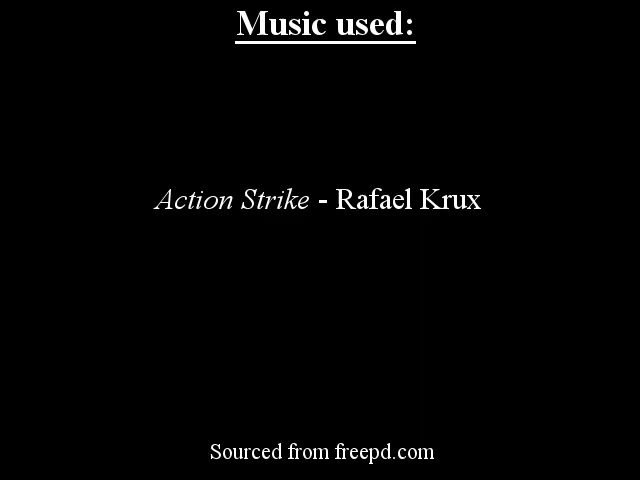 Music used:
Action Strike - Rafael Krux
Sourced from freepd.com